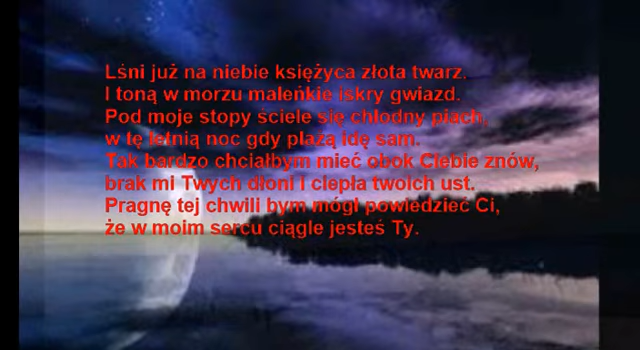 Lśni już na niebie księżyca złota twarz.
I toną w morzu maleńkie iskry gwiazd.
Pod moje stopy ściele się chłodny piach,
w tę letnią noc gdy plażą idę sam.
Tak bardzo chciałbym mieć obok Ciebie znów,
brak mi Twych dłoni i ciepła twoich ust.
Pragnę tej chwili bym mógł powiedzieć Ci,
że w moim sercu ciągle jesteś Ty.